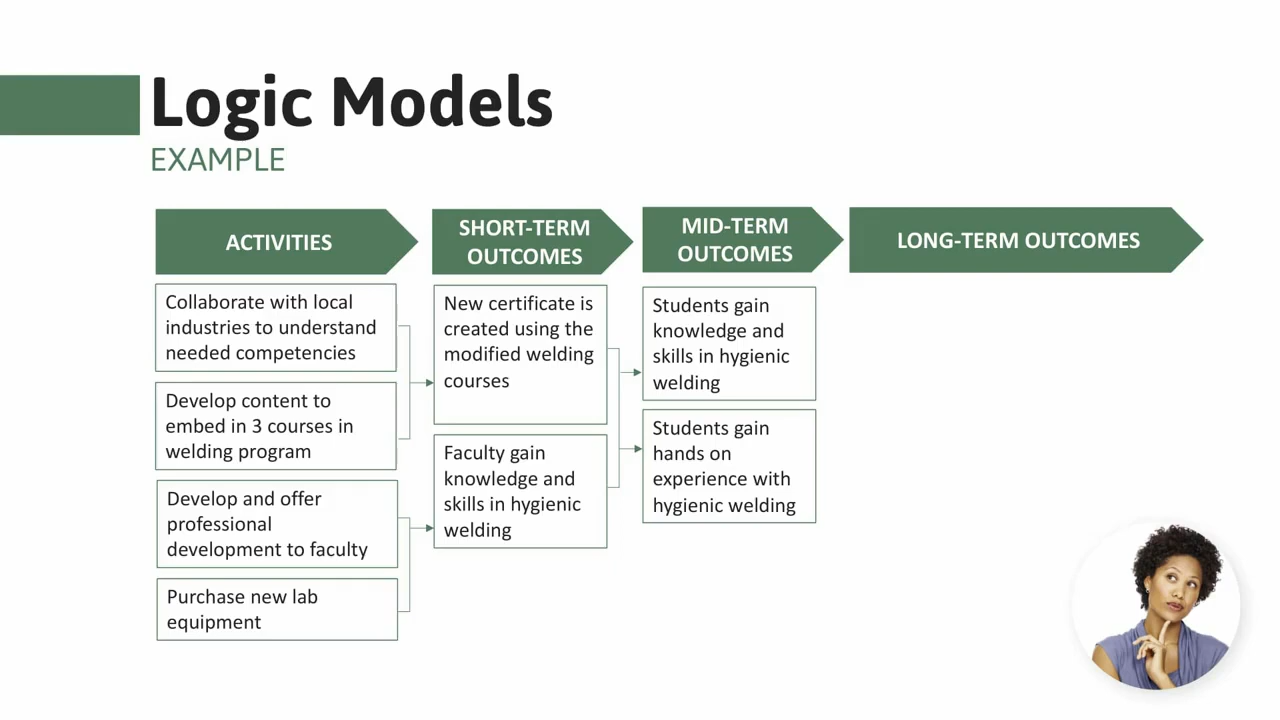 Logic Models
EXAMPLE
ACTIVITIES
SHORT-TERM
OUTCOMES
MID-TERM
OUTCOMES
LONG-TERM OUTCOMES
Collaborate with local
industries to understand
needed competencies
Develop content to
embed in 3 courses in
welding program
Develop and offer
professional
development to faculty
Purchase new lab
equipment
New certificate is
created using the
modified welding
courses
Faculty gain
knowledge and
skills in hygienic
welding
Students gain
knowledge and
skills in hygienic
welding
Students gain
hands on
experience with
hygienic welding